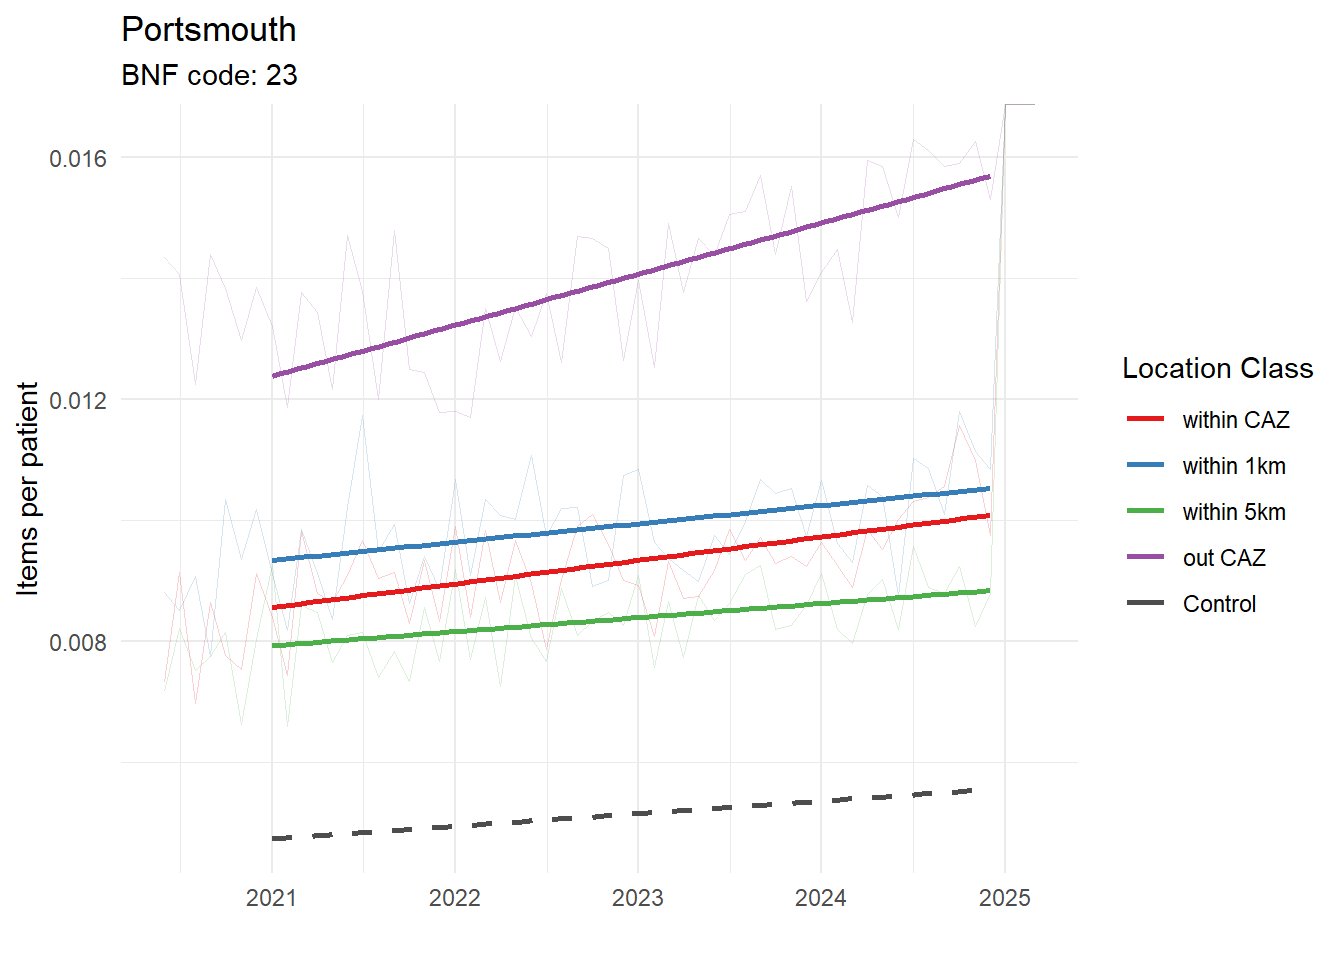 Portsmouth
BNF code: 23
Items per patient
0.016
0.012
0.008
2021
2022
2023
2024
2025
Location Class
within CAZ
within 1km
within 5km
out CAZ
Control